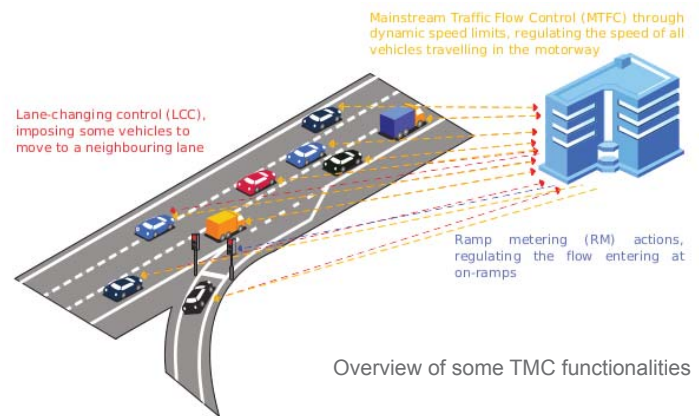 Mainstream Traffic Flow Control (MTFC) through
dynamic speed limits, regulating the speed of all
vehicles travelling in the motorway
Lane-changing control (LCC),
imposing some vehicles to
move to a neighbouring lane
Ramp metering (RM) actions,
regulating the flow entering at
on-ramps
Overview of some TMC functionalities